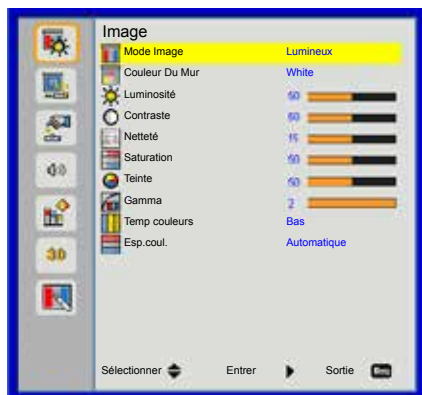 Image
Mode Image Lumineux
Couleur Du Mur White
Luminosité 50
Contraste 50
Netteté 15
Saturation 50
Teinte 50
Gamma 2
Temp couleurs Bas
Esp.coul. Automatique
3D
Sélectionner Entrer Sortie